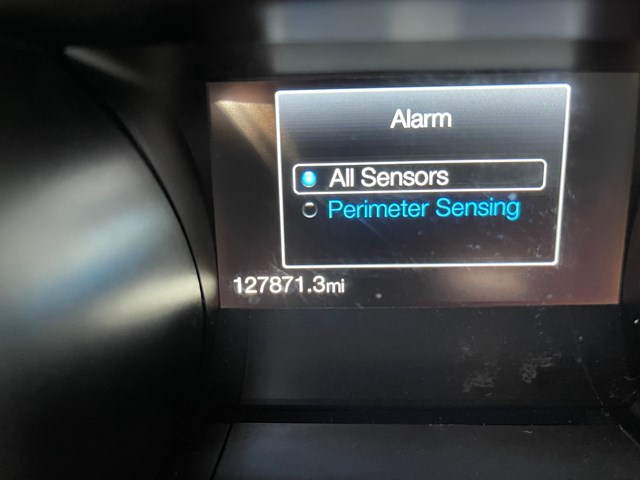 Alarm
All Sensors
Perimeter Sensing
127871.3mi